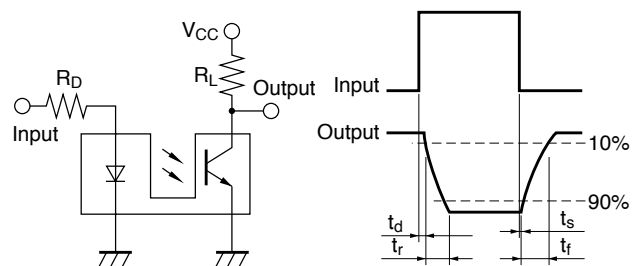 VCC
RD
RL
Output
Input
Input
Output
10%
90%
td
ts
tr
tf